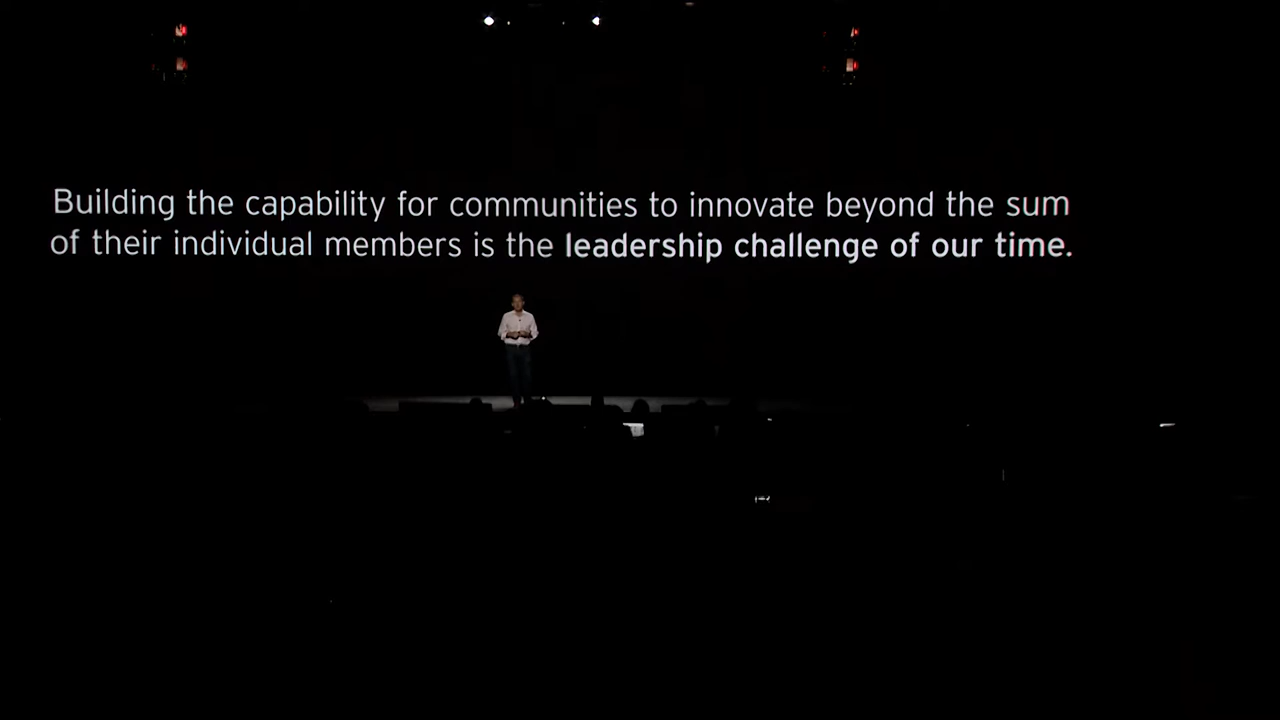 Building the capability for communities to innovate beyond the sum
of their individual members is the leadership challenge of our time.